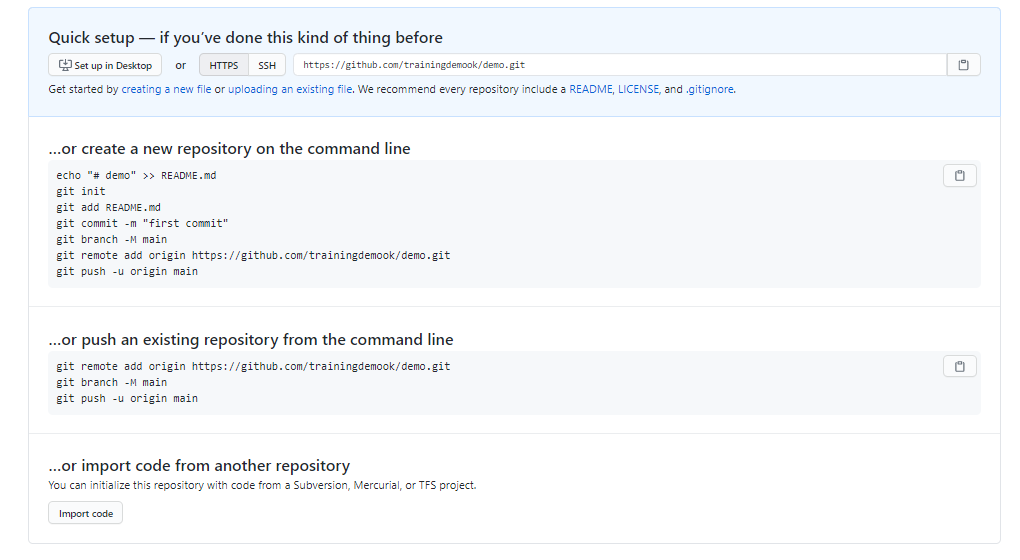 Quick setup — if you’ve done this kind of thing before
Set up in Desktop or HTTPS SSH https://github.com/trainingdemook/demo.git
Get started by creating a new file or uploading an existing file. We recommend every repository include a README, LICENSE, and .gitignore.
…or create a new repository on the command line
echo "# demo" >> README.md
git init
git add README.md
git commit -m "first commit"
git branch -M main
git remote add origin https://github.com/trainingdemook/demo.git
git push -u origin main
…or push an existing repository from the command line
git remote add origin https://github.com/trainingdemook/demo.git
git branch -M main
git push -u origin main
…or import code from another repository
You can initialize this repository with code from a Subversion, Mercurial, or TFS project.
Import code